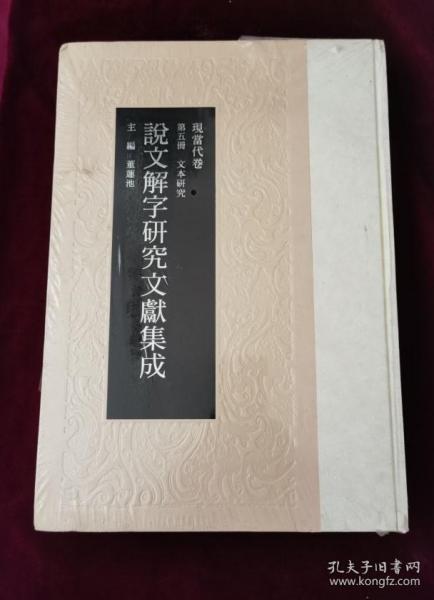 現當代卷
第五冊 文本研究
說文解字研究文獻集成
主編 董蓮池
孔夫子旧书网
www.kongfz.com